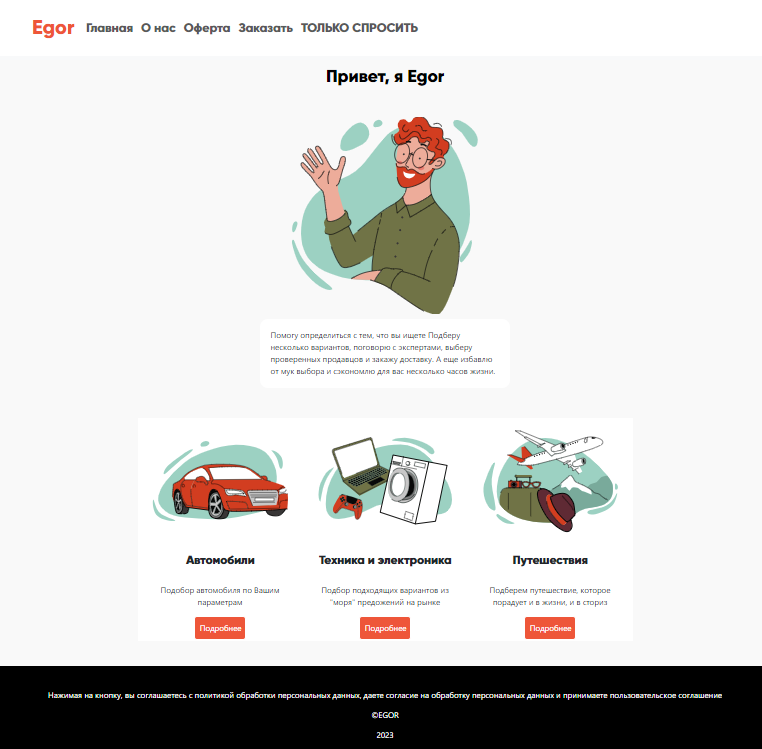 Egor Главная О нас Оферта Заказать ТОЛЬКО СПРОСИТЬ
Привет, я Egor
Помогу определиться с тем, что вы ищете Подберу
несколько вариантов, поговорю с экспертами, выберу
проверенных продавцов и закажу доставку. А еще избавлю
от мук выбора и сэкономлю для вас несколько часов жизни.
Автомобили
Подобор автомобиля по Вашим
параметрам
Подробнее
Техника и электроника
Подбор подходящих вариантов из
"моря" предожений на рынке
Подробнее
Путешествия
Подберем путешествие, которое
порадует и в жизни, и в сториз
Подробнее
Нажимая на кнопку, вы соглашаетесь с политикой обработки персональных данных, даете согласие на обработку персональных данных и принимаете пользовательское соглашение
©EGOR
2023